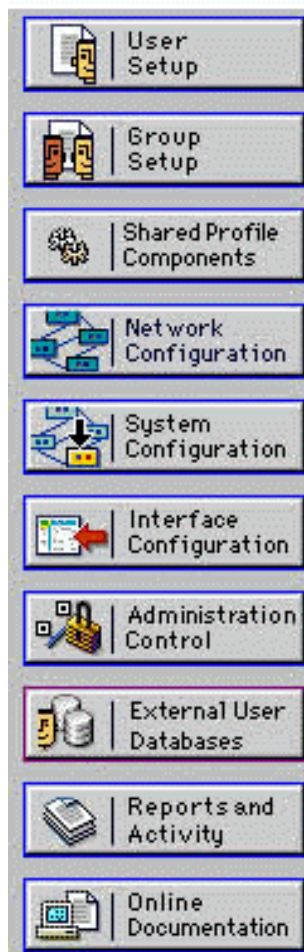 User
Setup
Group
Setup
Shared Profile
Components
Network
Configuration
System
Configuration
Interface
Configuration
Administration
Control
External User
Databases
Reports and
Activity
Online
Documentation